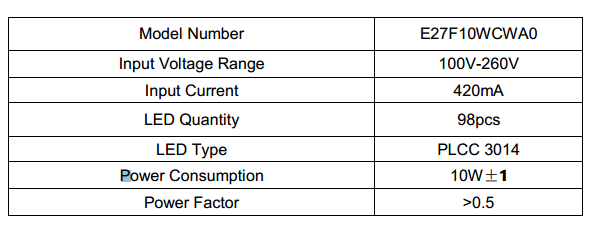 Model Number E27F10WCWA0
Input Voltage Range 100V-260V
Input Current 420mA
LED Quantity 98pcs
LED Type PLCC 3014
Power Consumption 10W±1
Power Factor >0.5